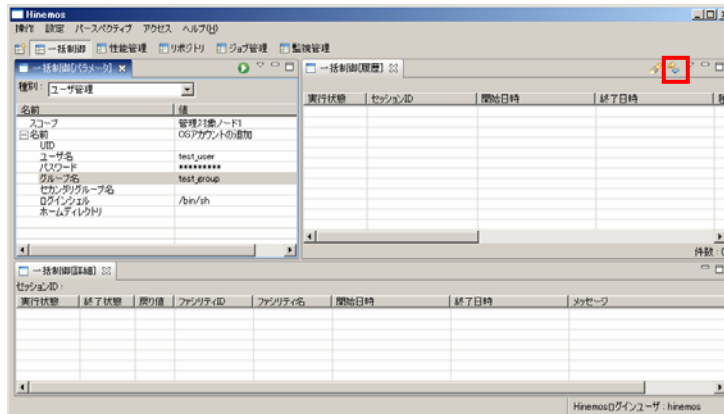 Hinemos
操作 設定 パースペクティブ アクセス ヘルプ(H)
一括制御 性能管理 リポジトリ ジョブ管理 監視管理
一括制御[パラメータ]
種別: ユーザ管理
名前 値
スコープ 管理対象ノード1
名前 OSアカウントの追加
UID
ユーザ名 test_user
パスワード *********
グループ名 test_group
セカンダリグループ名
ログインシェル /bin/sh
ホームディレクトリ
一括制御[履歴]
実行状態 セッションID 開始日時 終了日時
件数 : 0
一括制御[詳細]
セッションID :
実行状態 終了状態 戻り値 ファシリティID ファシリティ名 開始日時 終了日時 メッセージ
Hinemosログインユーザ : hinemos